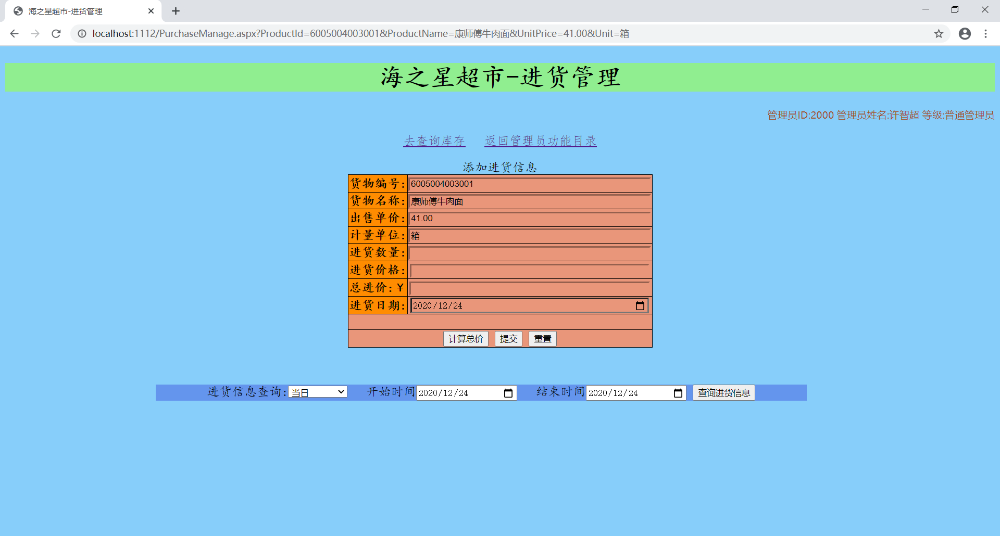 海之星超市-进货管理
localhost:1112/PurchaseManage.aspx?ProductId=6005004003001&ProductName=康师傅牛肉面&UnitPrice=41.00&Unit=箱
海之星超市-进货管理
管理员ID:2000 管理员姓名:许智超 等级:普通管理员
去查询库存 返回管理员功能目录
添加进货信息
货物编号: 6005004003001
货物名称: 康师傅牛肉面
出售单价: 41.00
计量单位: 箱
进货数量:
进货价格:
总进价:¥
进货日期: 2020/12/24
计算总价 提交 重置
进货信息查询: 当日 开始时间 2020/12/24 结束时间 2020/12/24 查询进货信息